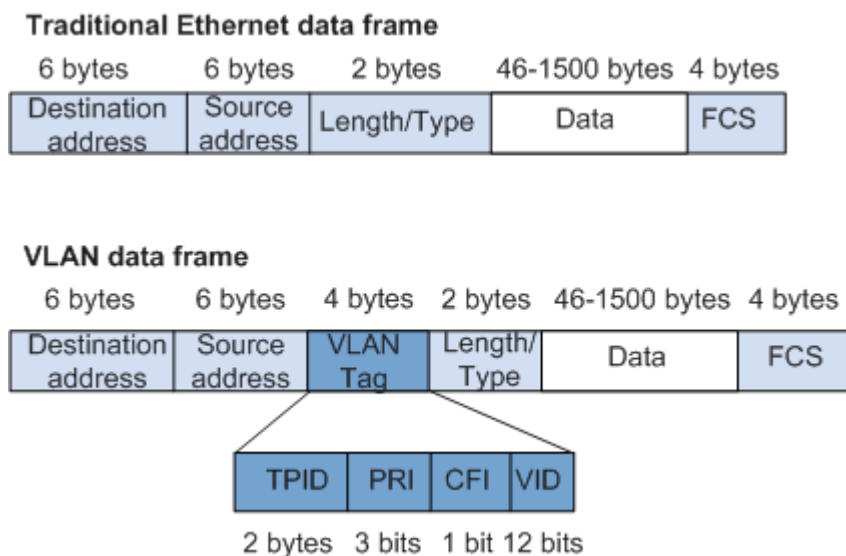 Traditional Ethernet data frame
6 bytes 6 bytes 2 bytes 46-1500 bytes 4 bytes
Destination address Source address Length/Type Data FCS
VLAN data frame
6 bytes 6 bytes 4 bytes 2 bytes 46-1500 bytes 4 bytes
Destination address Source address VLAN Tag Length/ Type Data FCS
TPID PRI CFI VID
2 bytes 3 bits 1 bit 12 bits